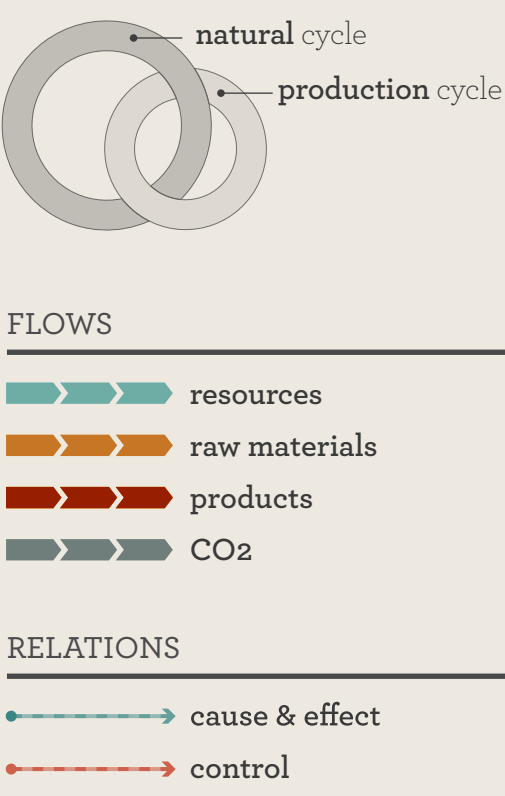 natural cycle
production cycle
FLOWS
resources
raw materials
products
CO2
RELATIONS
cause & effect
control